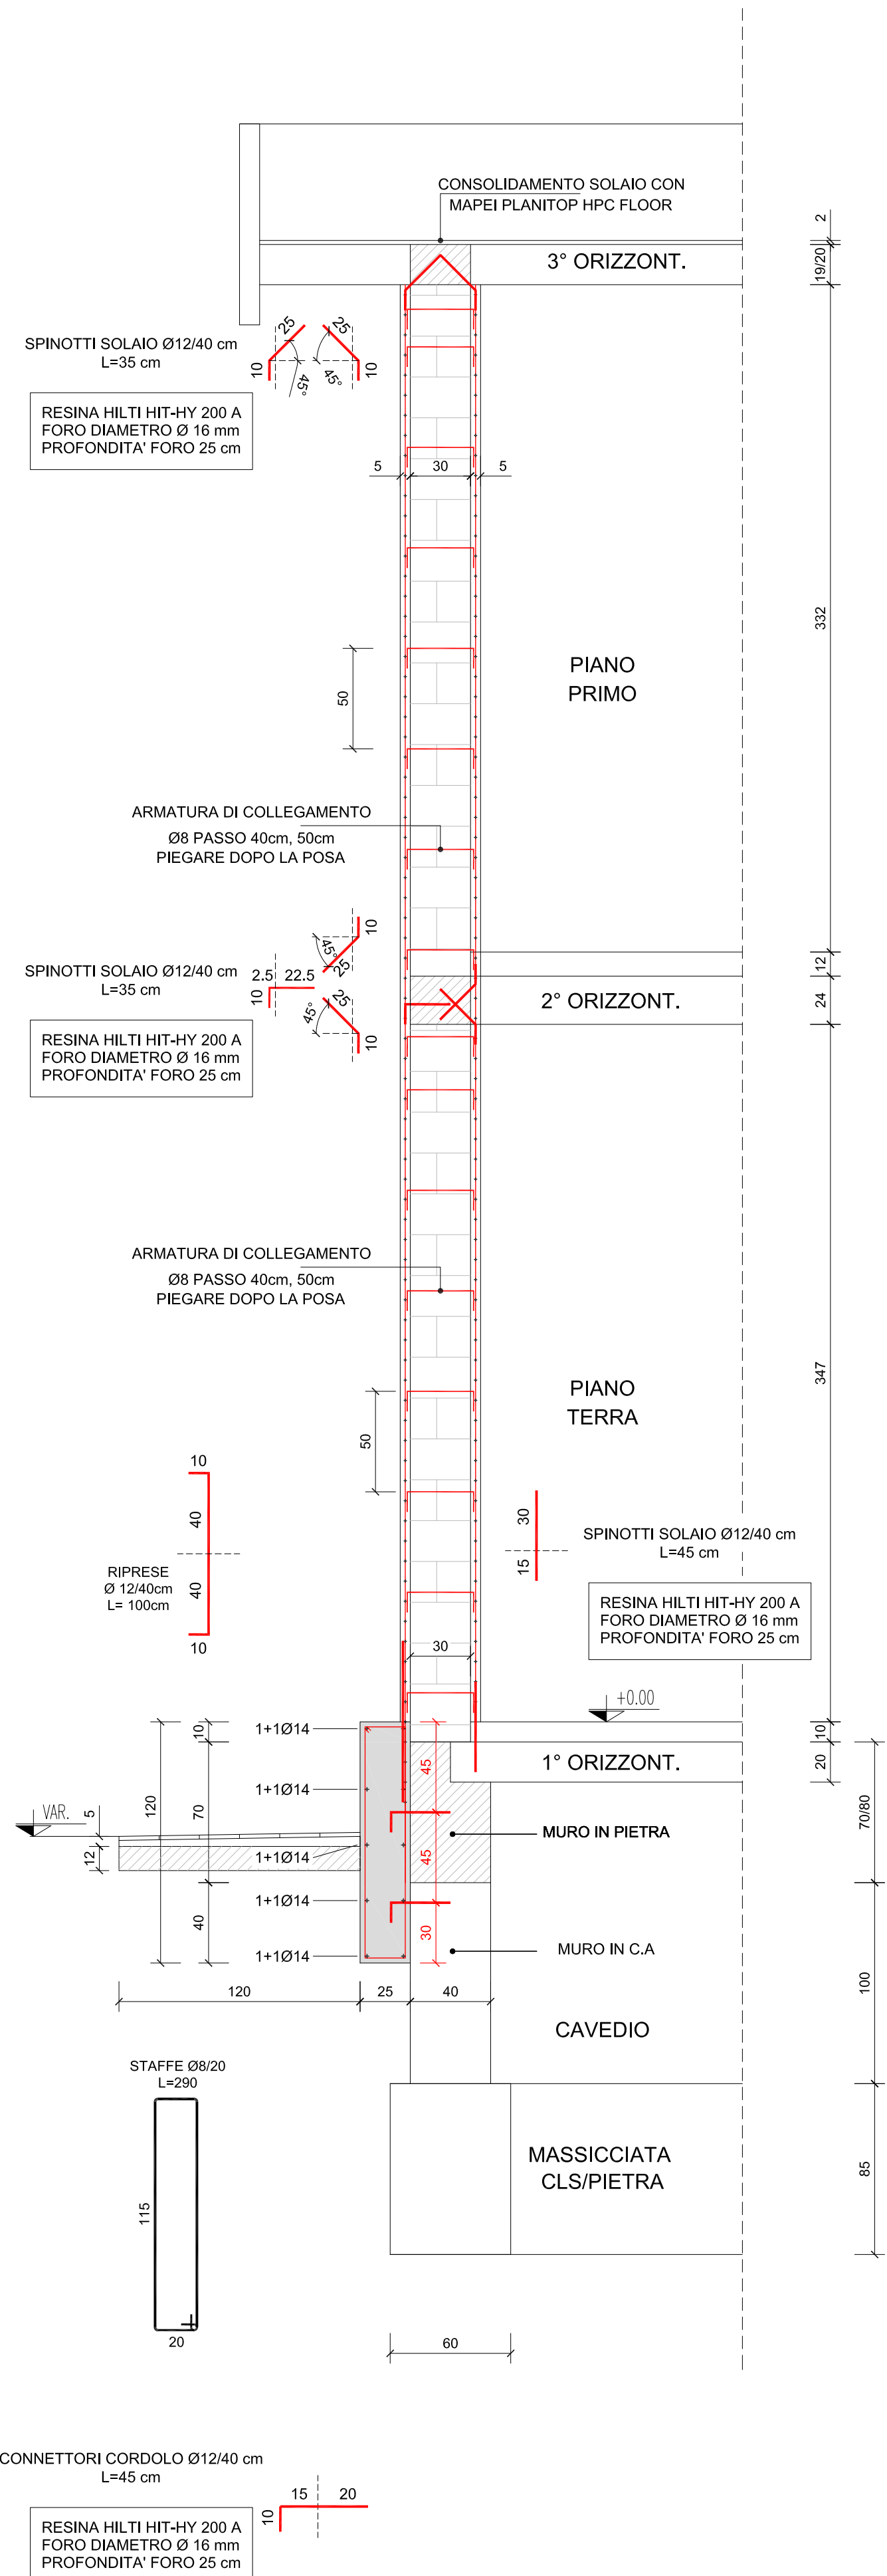 CONSOLIDAMENTO SOLAIO CON
MAPEI PLANITOP HPC FLOOR
2
19/20
3° ORIZZONT.
SPINOTTI SOLAIO Ø12/40 cm
L=35 cm
25
25
10
45°
45°
10
RESINA HILTI HIT-HY 200 A
FORO DIAMETRO Ø 16 mm
PROFONDITA' FORO 25 cm
5
30
5
332
PIANO
PRIMO
50
ARMATURA DI COLLEGAMENTO
Ø8 PASSO 40cm, 50cm
PIEGARE DOPO LA POSA
10
45°
25
SPINOTTI SOLAIO Ø12/40 cm
L=35 cm
2.5
22.5
10
25
45°
10
12
24
2° ORIZZONT.
RESINA HILTI HIT-HY 200 A
FORO DIAMETRO Ø 16 mm
PROFONDITA' FORO 25 cm
ARMATURA DI COLLEGAMENTO
Ø8 PASSO 40cm, 50cm
PIEGARE DOPO LA POSA
347
PIANO
TERRA
50
10
40
RIPRESE
Ø 12/40cm
L= 100cm
40
10
30
15
SPINOTTI SOLAIO Ø12/40 cm
L=45 cm
RESINA HILTI HIT-HY 200 A
FORO DIAMETRO Ø 16 mm
PROFONDITA' FORO 25 cm
30
+0.00
1+1Ø14
10
10
1° ORIZZONT.
20
45
1+1Ø14
120
70
70/80
VAR.
5
12
MURO IN PIETRA
1+1Ø14
45
1+1Ø14
40
30
MURO IN C.A
1+1Ø14
120
25
40
100
CAVEDIO
STAFFE Ø8/20
L=290
115
20
MASSICCIATA
CLS/PIETRA
85
60
CONNETTORI CORDOLO Ø12/40 cm
L=45 cm
15
20
10
RESINA HILTI HIT-HY 200 A
FORO DIAMETRO Ø 16 mm
PROFONDITA' FORO 25 cm